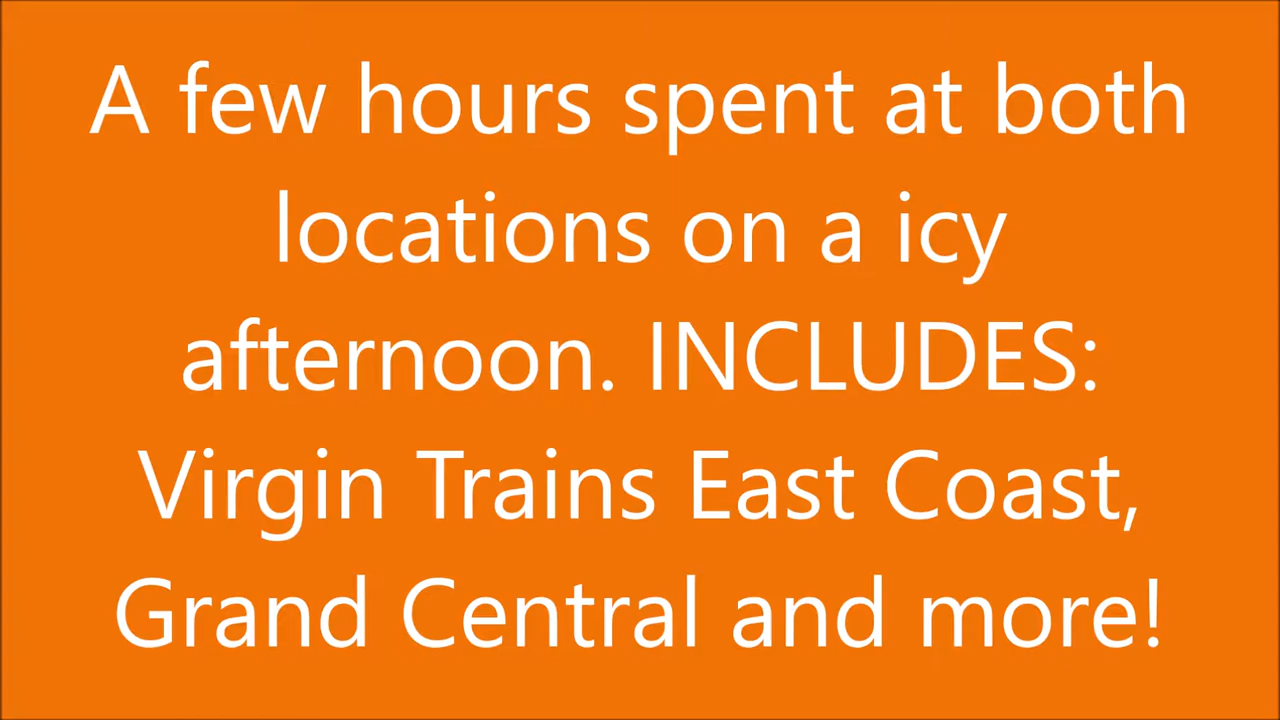 A few hours spent at both
locations on a icy
afternoon. INCLUDES:
Virgin Trains East Coast,
Grand Central and more!